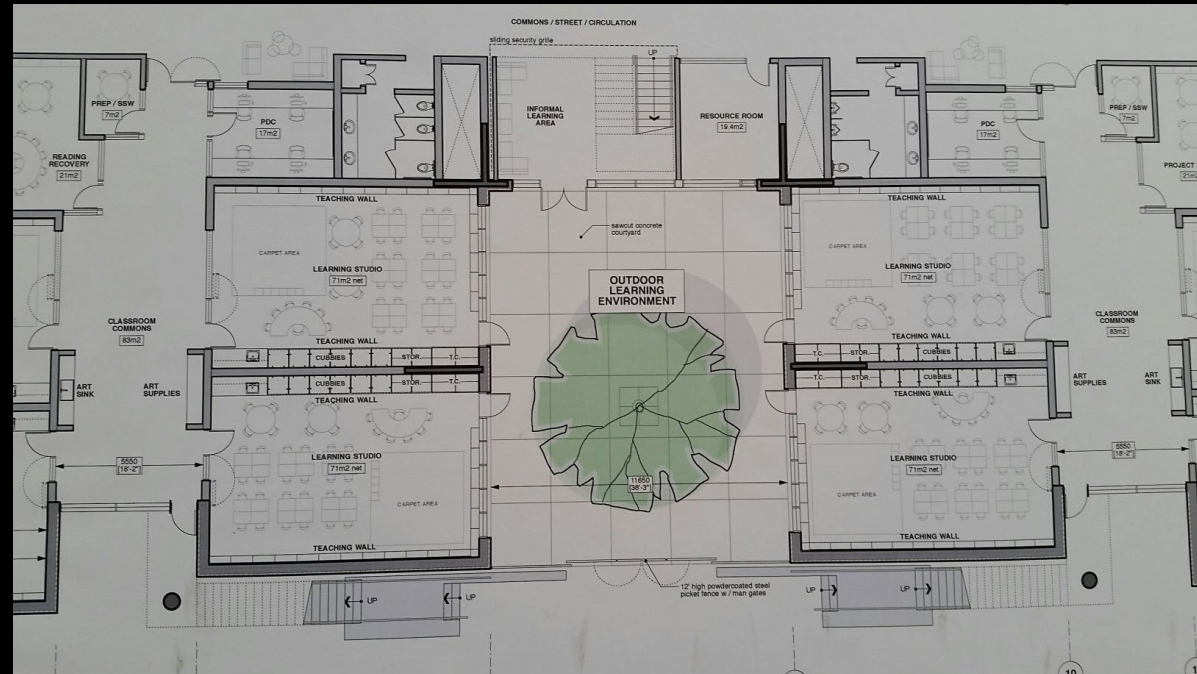 COMMONS / STREET / CIRCULATION
sliding security grille
UP
PREP / SSW
7m2
PDC
17m2
INFORMAL
LEARNING
AREA
RESOURCE ROOM
19.4m2
PDC
17m2
PREP / SSW
7m2
READING
RECOVERY
21m2
PROJECT
21m2
TEACHING WALL
TEACHING WALL
sawcut concrete
courtyard
CARPET AREA
CARPET AREA
LEARNING STUDIO
71m2 net
LEARNING STUDIO
71m2 net
OUTDOOR
LEARNING
ENVIRONMENT
CLASSROOM
COMMONS
83m2
CLASSROOM
COMMONS
83m2
TEACHING WALL
TEACHING WALL
CUBBIES
STOR.
T.C.
T.C.
STOR.
CUBBIES
CUBBIES
STOR.
T.C.
T.C.
STOR.
CUBBIES
ART
SINK
ART
SUPPLIES
ART
SUPPLIES
ART
SINK
TEACHING WALL
TEACHING WALL
LEARNING STUDIO
71m2 net
LEARNING STUDIO
71m2 net
5550
[18'-2"]
5550
[18'-2"]
11650
[38'-3"]
CARPET AREA
CARPET AREA
TEACHING WALL
TEACHING WALL
12' high powdercoated steel
picket fence w / man gates
UP
UP
UP
UP